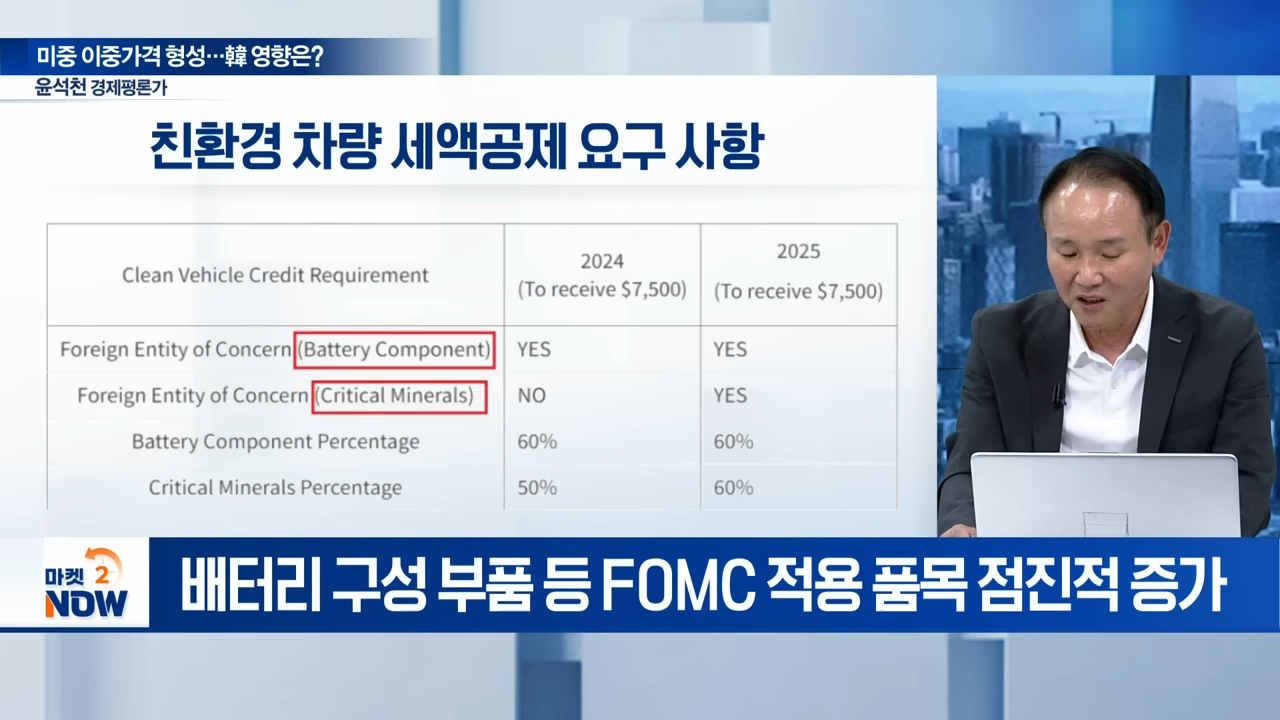 미중 이중가격 형성…韓 영향은?
윤석천 경제평론가
친환경 차량 세액공제 요구 사항
Clean Vehicle Credit Requirement
2024
(To receive $7,500)
2025
(To receive $7,500)
Foreign Entity of Concern (Battery Component) YES YES
Foreign Entity of Concern (Critical Minerals) NO YES
Battery Component Percentage 60% 60%
Critical Minerals Percentage 50% 60%
마켓 2
NOW
배터리 구성 부품 등 FOMC 적용 품목 점진적 증가